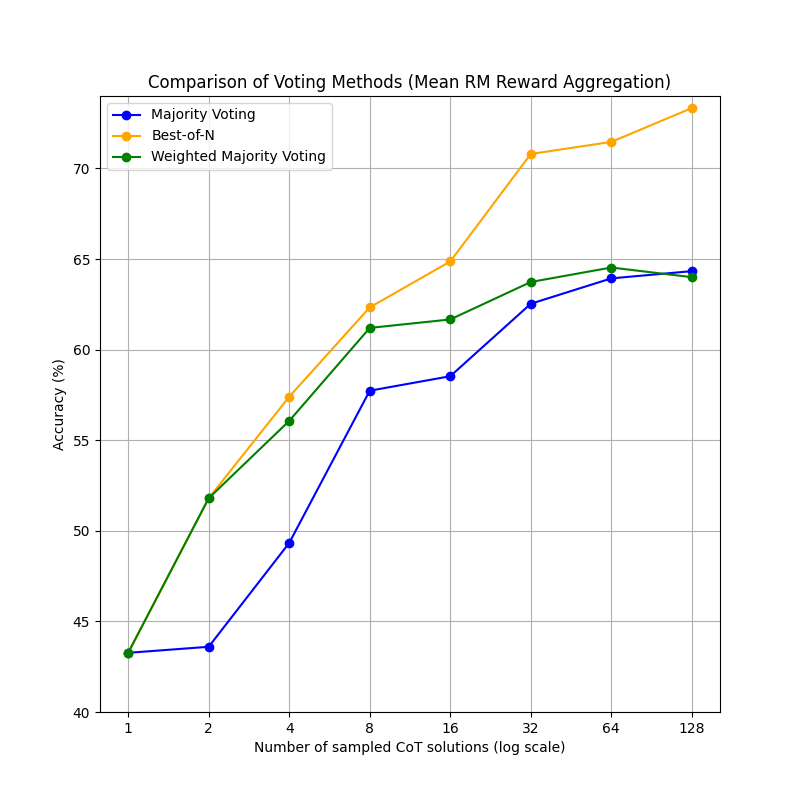 Comparison of Voting Methods (Mean RM Reward Aggregation)
Majority Voting
Best-of-N
Weighted Majority Voting
Accuracy (%)
70
65
60
55
50
45
40
1 2 4 8 16 32 64 128
Number of sampled CoT solutions (log scale)